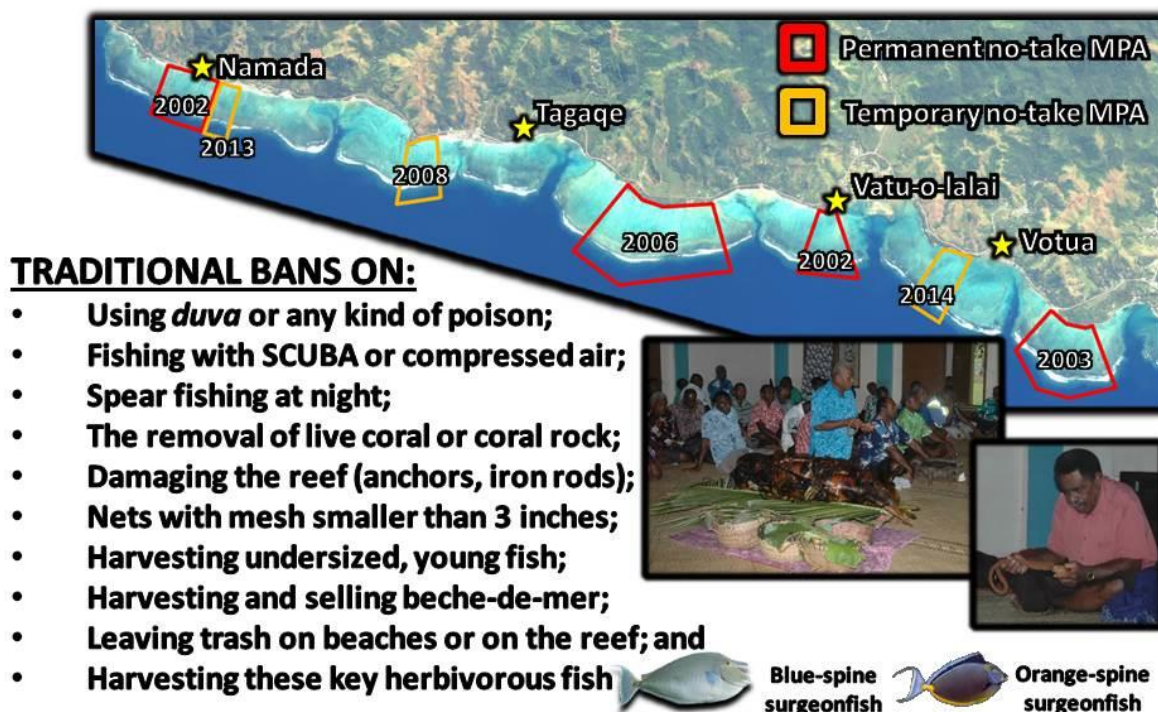 Permanent no-take MPA
Temporary no-take MPA
Namada
2002
2013
Tagaqe
2008
Vatu-o-lalai
2006
2002
Votua
2014
2003
TRADITIONAL BANS ON:
• Using duva or any kind of poison;
• Fishing with SCUBA or compressed air;
• Spear fishing at night;
• The removal of live coral or coral rock;
• Damaging the reef (anchors, iron rods);
• Nets with mesh smaller than 3 inches;
• Harvesting undersized, young fish;
• Harvesting and selling beche-de-mer;
• Leaving trash on beaches or on the reef; and
• Harvesting these key herbivorous fish
Blue-spine
surgeonfish
Orange-spine
surgeonfish